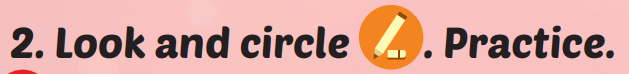 2. Look and circle . Practice.